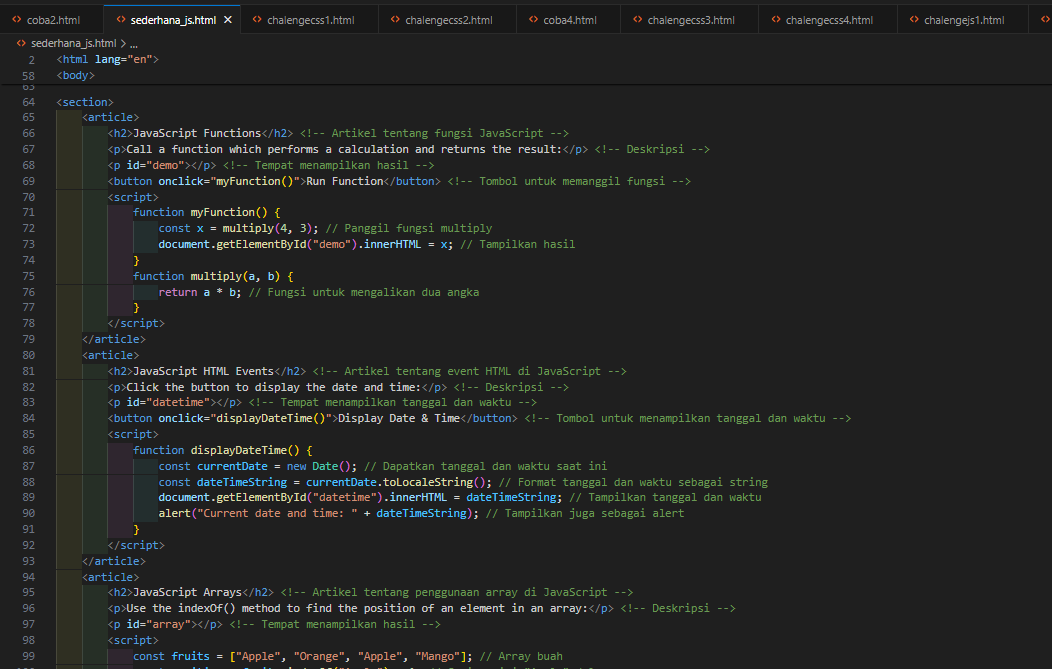 coba2.html sederhana_js.html chalengecss1.html chalengecss2.html coba4.html chalengecss3.html chalengecss4.html chalengejs1.html
sederhana_js.html > ...
2 <html lang="en">
58 <body>
63
64 <section>
65 <article>
66 <h2>JavaScript Functions</h2> <!-- Artikel tentang fungsi JavaScript -->
67 <p>Call a function which performs a calculation and returns the result:</p> <!-- Deskripsi -->
68 <p id="demo"></p> <!-- Tempat menampilkan hasil -->
69 <button onclick="myFunction()">Run Function</button> <!-- Tombol untuk memanggil fungsi -->
70 <script>
71 function myFunction() {
72 const x = multiply(4, 3); // Panggil fungsi multiply
73 document.getElementById("demo").innerHTML = x; // Tampilkan hasil
74 }
75 function multiply(a, b) {
76 return a * b; // Fungsi untuk mengalikan dua angka
77 }
78 </script>
79 </article>
80 <article>
81 <h2>JavaScript HTML Events</h2> <!-- Artikel tentang event HTML di JavaScript -->
82 <p>Click the button to display the date and time:</p> <!-- Deskripsi -->
83 <p id="datetime"></p> <!-- Tempat menampilkan tanggal dan waktu -->
84 <button onclick="displayDateTime()">Display Date & Time</button> <!-- Tombol untuk menampilkan tanggal dan waktu -->
85 <script>
86 function displayDateTime() {
87 const currentDate = new Date(); // Dapatkan tanggal dan waktu saat ini
88 const dateTimeString = currentDate.toLocaleString(); // Format tanggal dan waktu sebagai string
89 document.getElementById("datetime").innerHTML = dateTimeString; // Tampilkan tanggal dan waktu
90 alert("Current date and time: " + dateTimeString); // Tampilkan juga sebagai alert
91 }
92 </script>
93 </article>
94 <article>
95 <h2>JavaScript Arrays</h2> <!-- Artikel tentang penggunaan array di JavaScript -->
96 <p>Use the indexOf() method to find the position of an element in an array:</p> <!-- Deskripsi -->
97 <p id="array"></p> <!-- Tempat menampilkan hasil -->
98 <script>
99 const fruits = ["Apple", "Orange", "Apple", "Mango"]; // Array buah